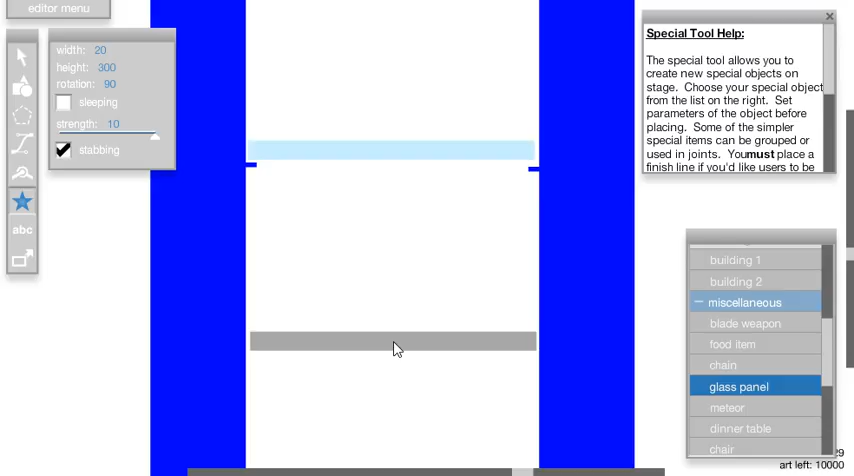 editor menu
width: 20
height: 300
rotation: 90
sleeping
strength: 10
stabbing
abc
Special Tool Help:
The special tool allows you to
create new special objects on
stage. Choose your special object
from the list on the right. Set
parameters of the object before
placing. Some of the simpler
special items can be grouped or
used in joints. Youmust place a
finish line if you'd like users to be
building 1
building 2
miscellaneous
blade weapon
food item
chain
glass panel
meteor
dinner table
chair
art left: 10000